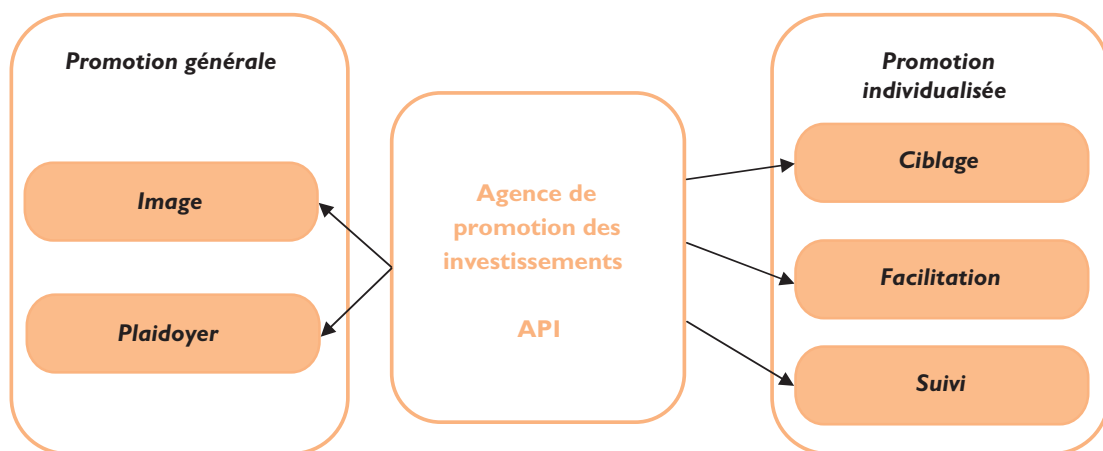 Promotion générale
Image
Plaidoyer
Agence de
promotion des
investissements
API
Promotion
individualisée
Ciblage
Facilitation
Suivi